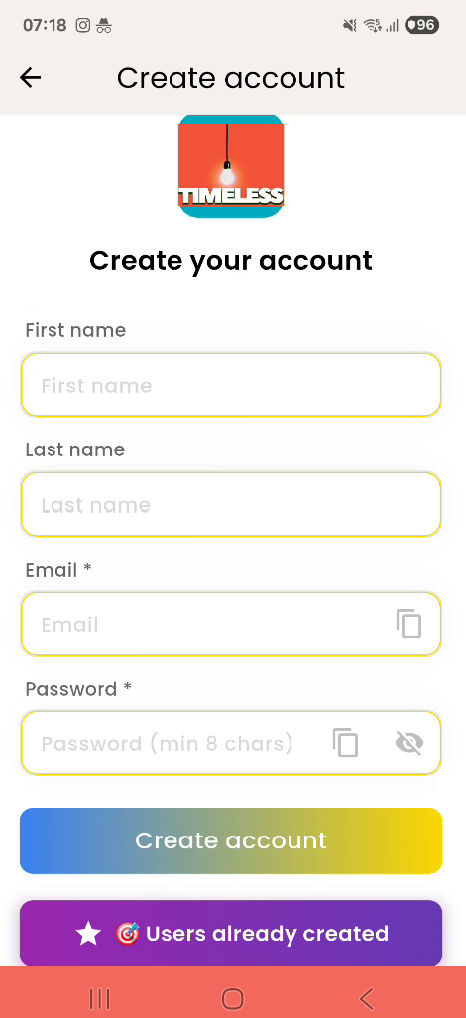 07:18
96
Create account
TIMELESS
Create your account
First name
First name
Last name
Last name
Email *
Email
Password *
Password (min 8 chars)
Create account
🎯 Users already created